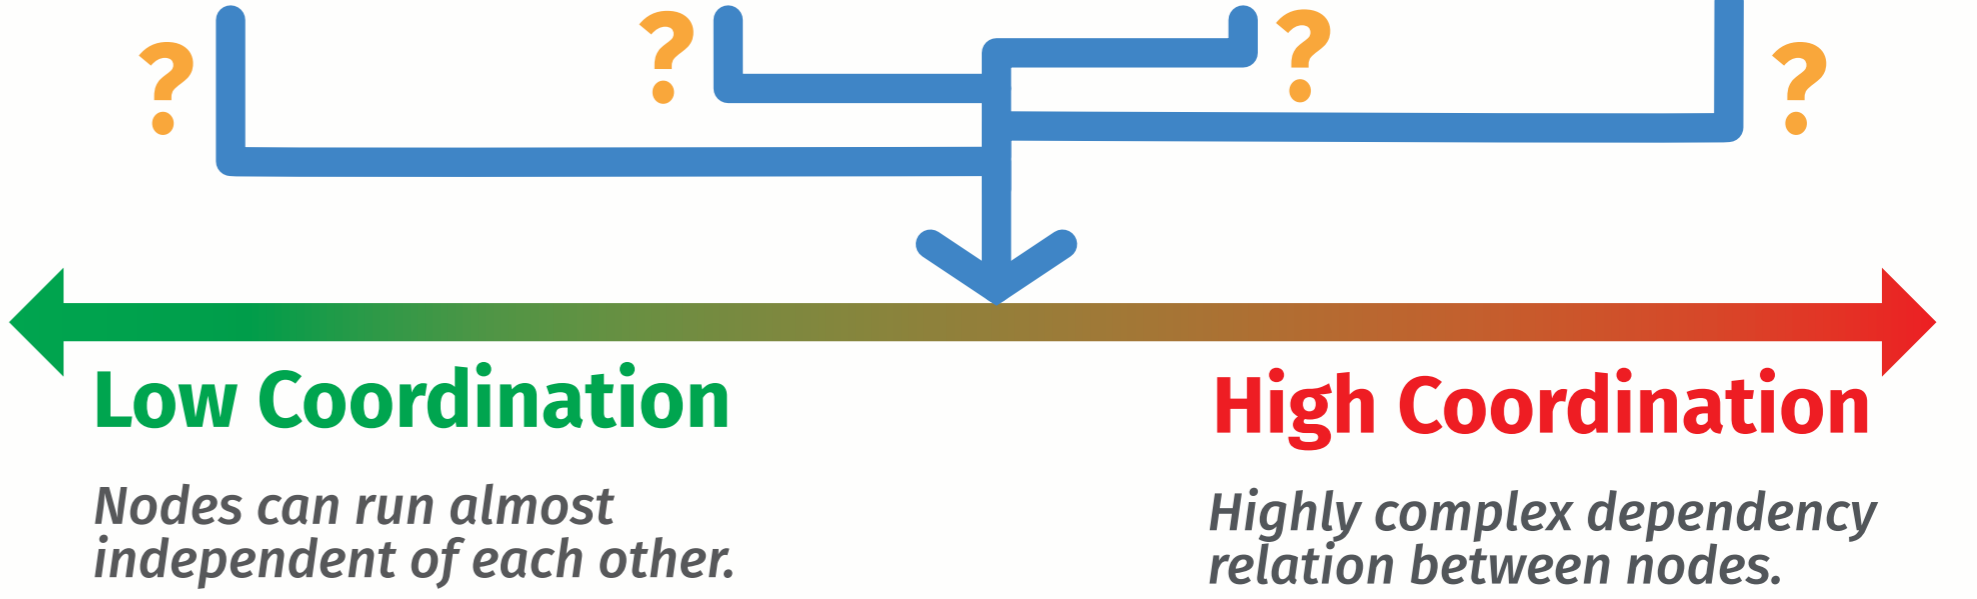 ? ? ? ?
Low Coordination
Nodes can run almost
independent of each other.
High Coordination
Highly complex dependency
relation between nodes.